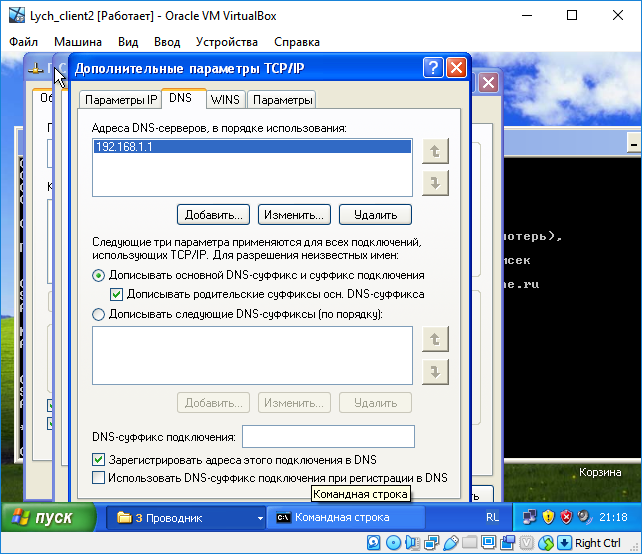 Lych_client2 [Работает] - Oracle VM VirtualBox
Файл Машина Вид Ввод Устройства Справка
Дополнительные параметры TCP/IP
Параметры IP DNS WINS Параметры
Адреса DNS-серверов, в порядке использования:
192.168.1.1
Добавить... Изменить... Удалить
Следующие три параметра применяются для всех подключений,
использующих TCP/IP. Для разрешения неизвестных имен:
Дописывать основной DNS-суффикс и суффикс подключения
Дописывать родительские суффиксы осн. DNS-суффикса
Дописывать следующие DNS-суффиксы (по порядку):
Добавить... Изменить... Удалить
DNS-суффикс подключения:
Зарегистрировать адреса этого подключения в DNS
Использовать DNS-суффикс подключения при регистрации в DNS
Командная строка
Корзина
пуск
3 Проводник
Командная строка
RL
21:18
Right Ctrl